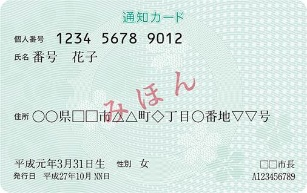 通知カード
個人番号 1234 5678 9012
氏名 番号 花子
みほん
住所 ○○県□□市△△町◇丁目○番地▽▽号
平成元年3月31日生 性別 女
□□市長
発行日 平成27年10月XX日
A123456789